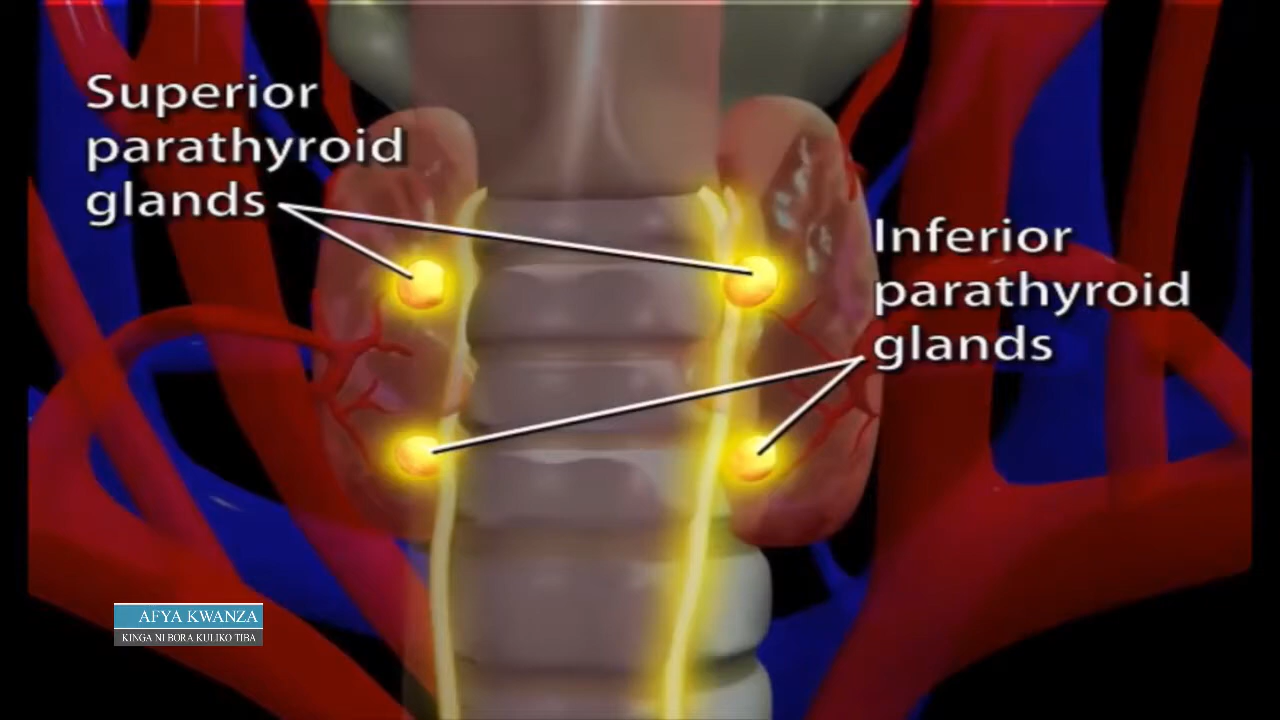 Superior
parathyroid
glands
Inferior
parathyroid
glands
AFYA KWANZA
KINGA NI BORA KULIKO TIBA